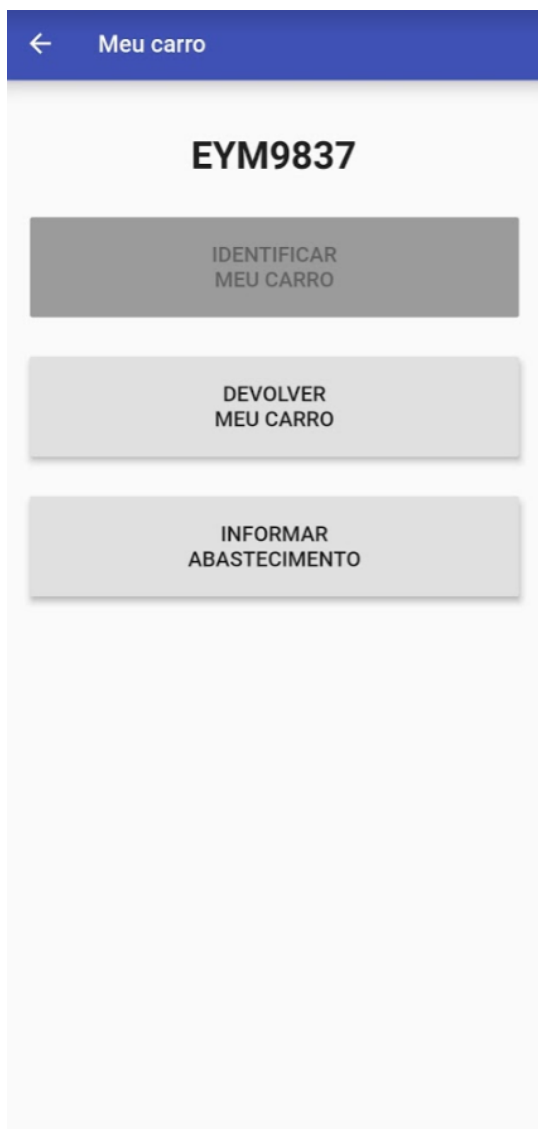 Meu carro
EYM9837
IDENTIFICAR
MEU CARRO
DEVOLVER
MEU CARRO
INFORMAR
ABASTECIMENTO